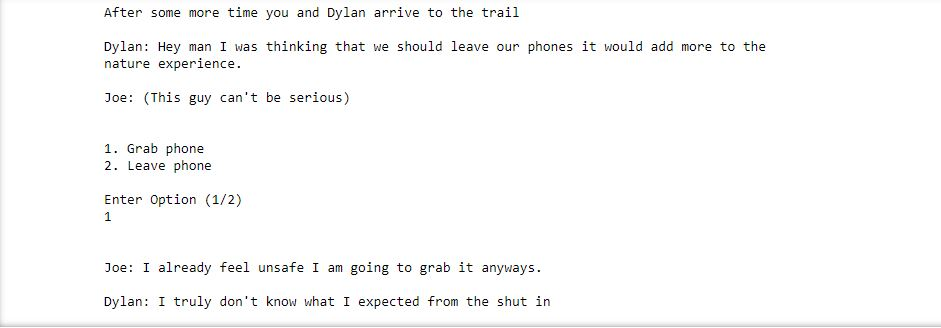 After some more time you and Dylan arrive to the trail
Dylan: Hey man I was thinking that we should leave our phones it would add more to the
nature experience.
Joe: (This guy can't be serious)
1. Grab phone
2. Leave phone
Enter Option (1/2)
1
Joe: I already feel unsafe I am going to grab it anyways.
Dylan: I truly don't know what I expected from the shut in